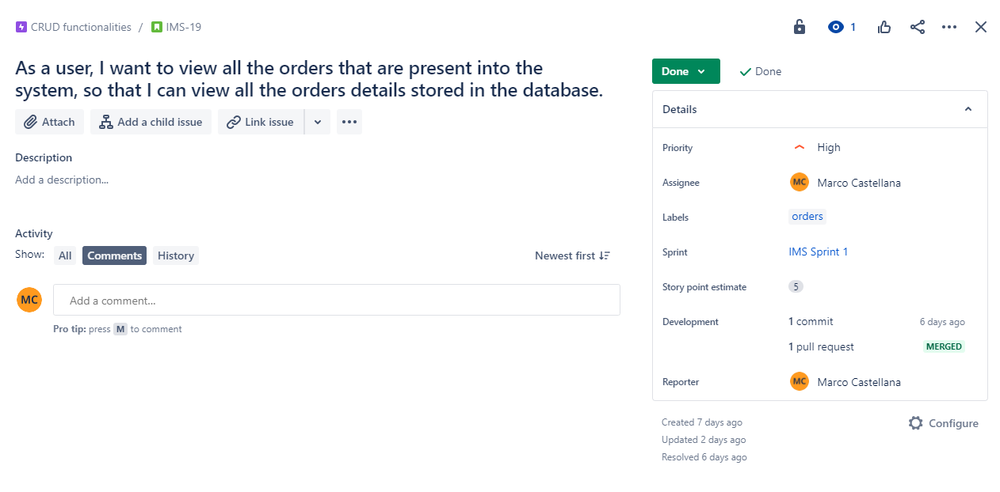 CRUD functionalities / IMS-19
1
As a user, I want to view all the orders that are present into the
system, so that I can view all the orders details stored in the database.
Attach
Add a child issue
Link issue
Description
Add a description...
Activity
Show: All Comments History
Newest first
MC
Add a comment...
Pro tip: press M to comment
Done
Done
Details
Priority
High
Assignee
MC Marco Castellana
Labels
orders
Sprint
IMS Sprint 1
Story point estimate
5
Development
1 commit
6 days ago
1 pull request
MERGED
Reporter
MC Marco Castellana
Created 7 days ago
Updated 2 days ago
Resolved 6 days ago
Configure